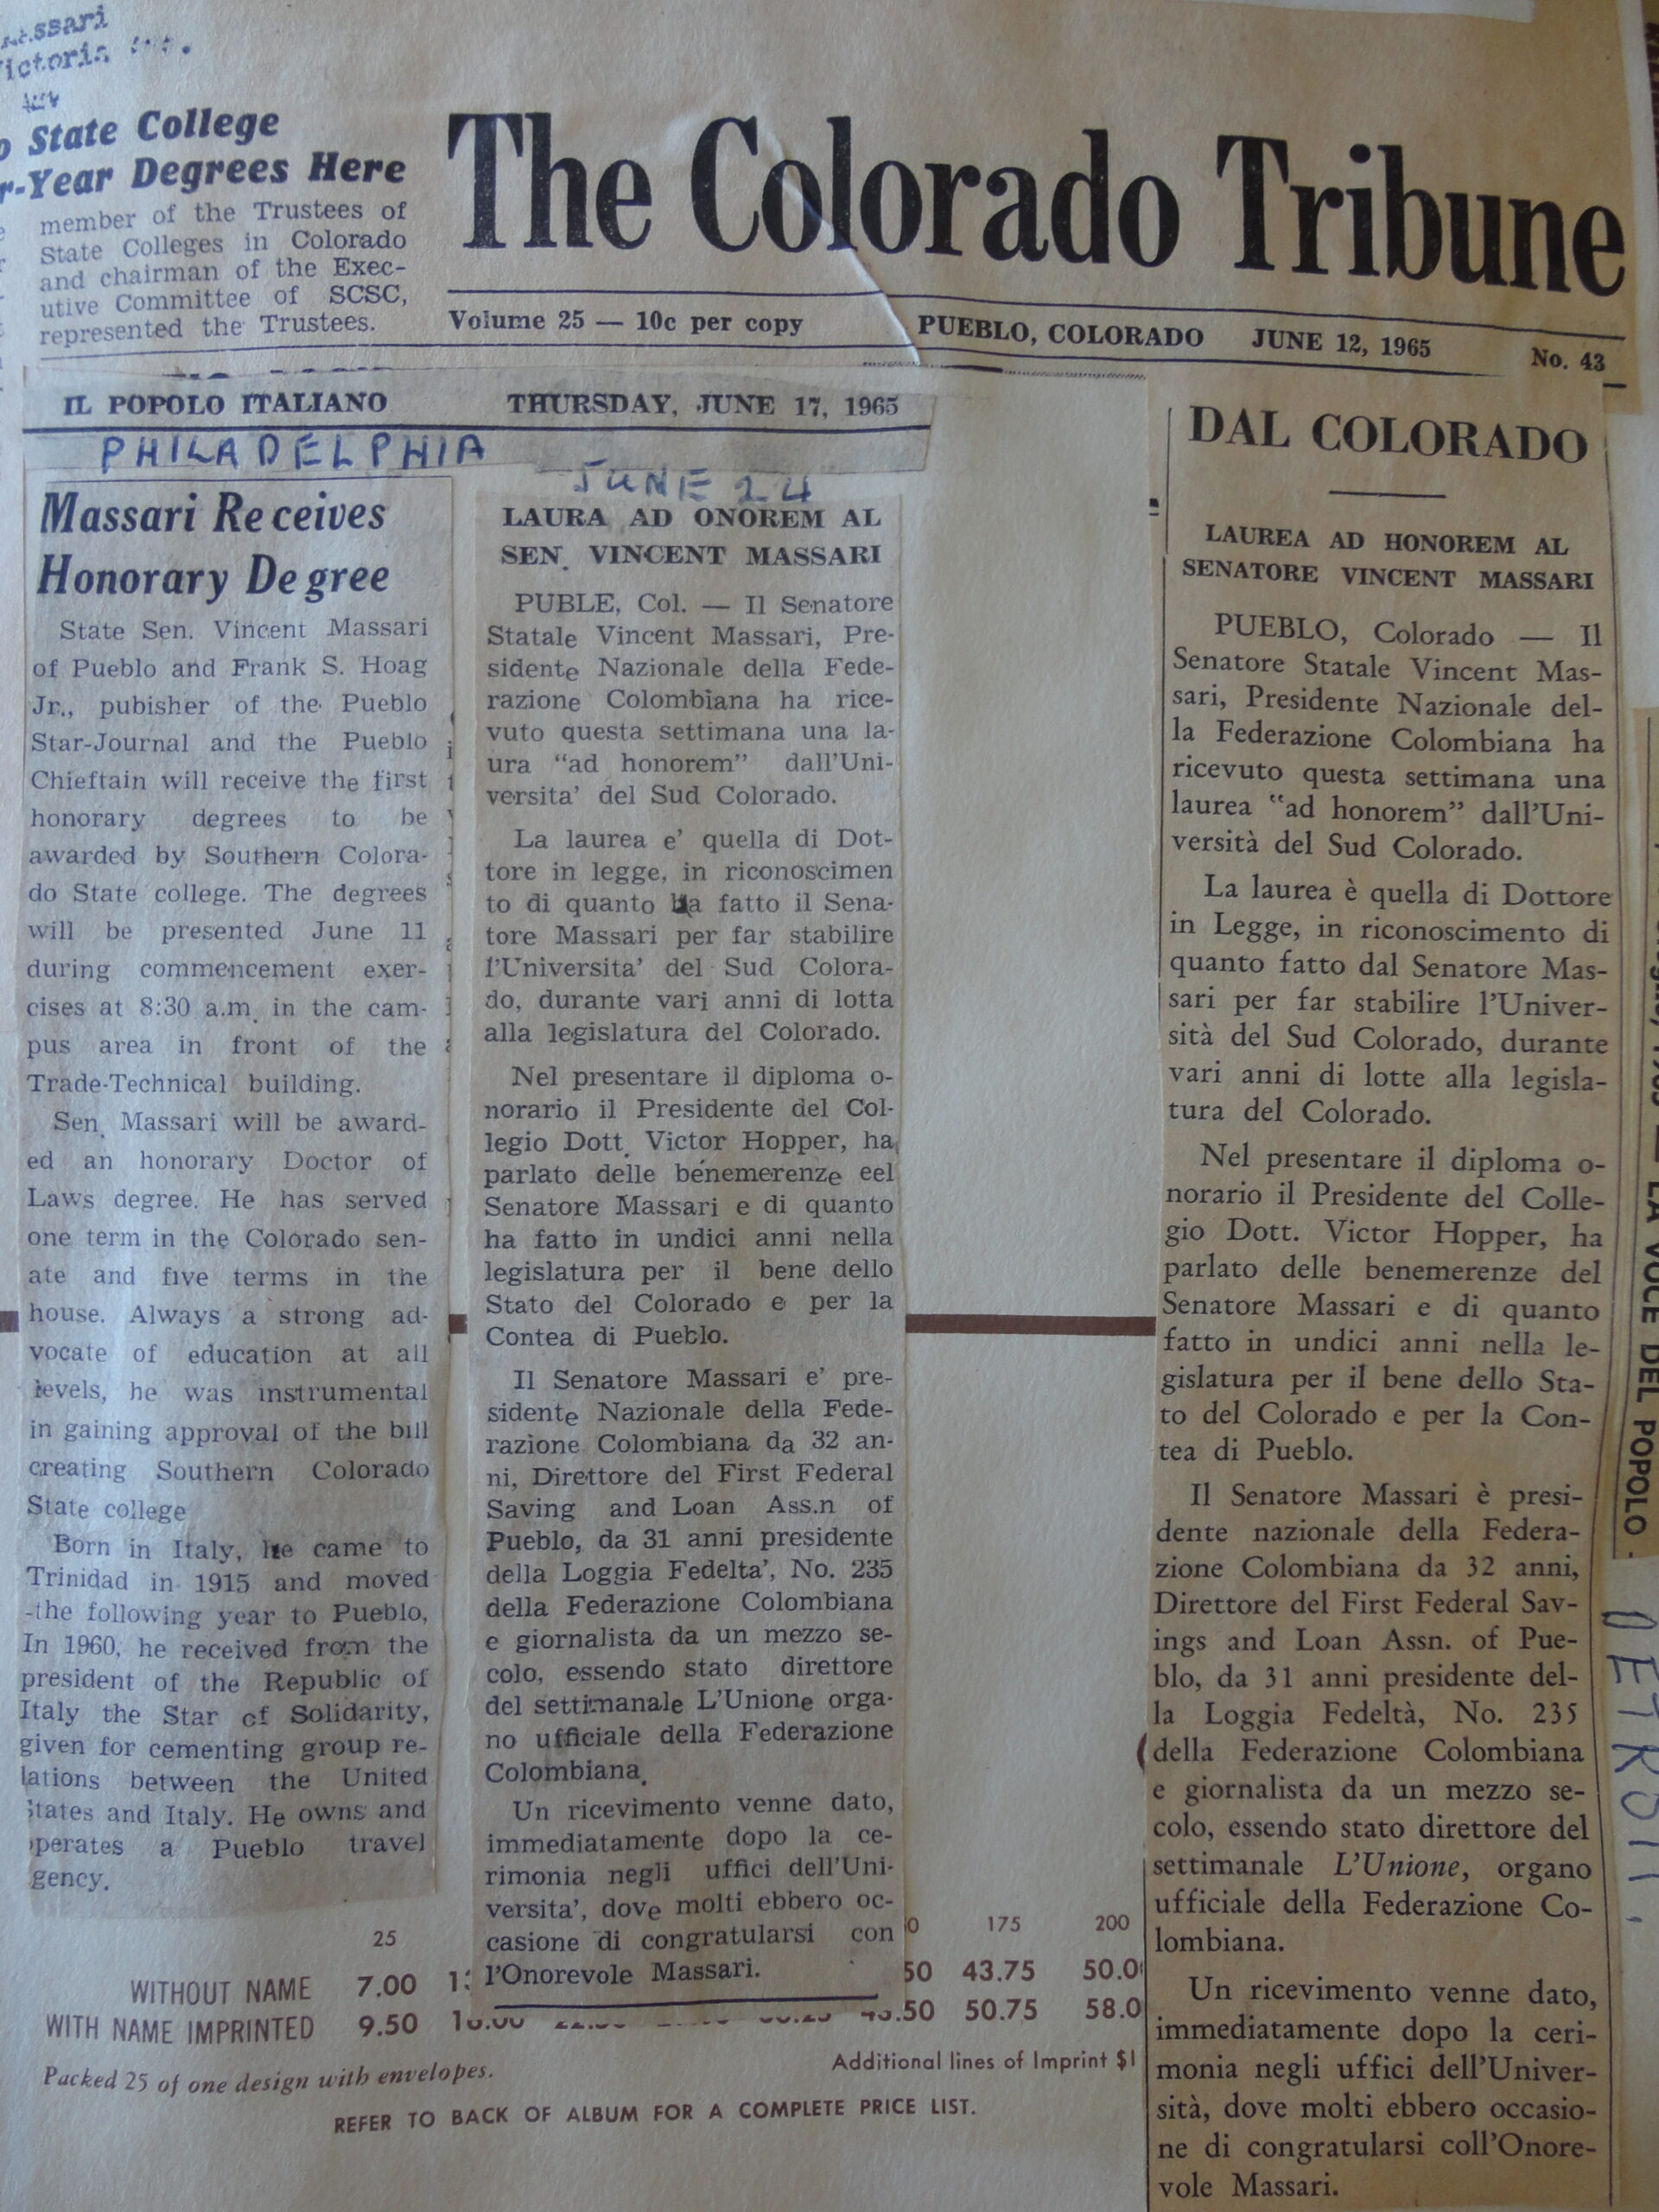 State College
-Year Degrees Here
member of the Trustees of
State Colleges in Colorado
and chairman of the Exec-
utive Committee of SCSC,
represented the Trustees.
The Colorado Tribune
Volume 25 — 10c per copy PUEBLO, COLORADO JUNE 12, 1965 No. 43
IL POPOLO ITALIANO THURSDAY, JUNE 17, 1965
PHILADELPHIA
Massari Receives
Honorary Degree
State Sen. Vincent Massari
of Pueblo and Frank S. Hoag
Jr., pubisher of the Pueblo
Star-Journal and the Pueblo
Chieftain will receive the first
honorary degrees to be
awarded by Southern Colora-
do State college. The degrees
will be presented June 11
during commencement exer-
cises at 8:30 a.m. in the cam-
pus area in front of the
Trade-Technical building.
Sen. Massari will be award-
ed an honorary Doctor of
Laws degree. He has served
one term in the Colorado sen-
ate and five terms in the
house. Always a strong ad-
vocate of education at all
levels, he was instrumental
in gaining approval of the bill
creating Southern Colorado
State college
Born in Italy, he came to
Trinidad in 1915 and moved
-the following year to Pueblo,
In 1960, he received from the
president of the Republic of
Italy the Star of Solidarity,
given for cementing group re-
lations between the United
States and Italy. He owns and
perates a Pueblo travel
gency.
JUNE 24
LAURA AD ONOREM AL
SEN. VINCENT MASSARI
PUBLE, Col. — Il Senatore
Statale Vincent Massari, Pre-
sidente Nazionale della Fede-
razione Colombiana ha rice-
vuto questa settimana una la-
ura "ad honorem" dall'Uni-
versita' del Sud Colorado.
La laurea e' quella di Dot-
tore in legge, in riconoscimen
to di quanto ha fatto il Sena-
tore Massari per far stabilire
l'Universita' del Sud Colora-
do, durante vari anni di lotta
alla legislatura del Colorado.
Nel presentare il diploma o-
norario il Presidente del Col-
legio Dott. Victor Hopper, ha
parlato delle benemerenze eel
Senatore Massari e di quanto
ha fatto in undici anni nella
legislatura per il bene dello
Stato del Colorado e per la
Contea di Pueblo.
Il Senatore Massari e' pre-
sidente Nazionale della Fede-
razione Colombiana da 32 an-
ni, Direttore del First Federal
Saving and Loan Ass.n of
Pueblo, da 31 anni presidente
della Loggia Fedelta', No. 235
della Federazione Colombiana
e giornalista da un mezzo se-
colo, essendo stato direttore
del settimanale L'Unione orga-
no ufficiale della Federazione
Colombiana.
Un ricevimento venne dato,
immediatamente dopo la ce-
rimonia negli uffici dell'Uni-
versita', dove molti ebbero oc-
casione di congratularsi con
l'Onorevole Massari.
DAL COLORADO
LAUREA AD HONOREM AL
SENATORE VINCENT MASSARI
PUEBLO, Colorado — Il
Senatore Statale Vincent Mas-
sari, Presidente Nazionale del-
la Federazione Colombiana ha
ricevuto questa settimana una
laurea "ad honorem" dall'Uni-
versità del Sud Colorado.
La laurea è quella di Dottore
in Legge, in riconoscimento di
quanto fatto dal Senatore Mas-
sari per far stabilire l'Univer-
sità del Sud Colorado, durante
vari anni di lotte alla legisla-
tura del Colorado.
Nel presentare il diploma o-
norario il Presidente del Colle-
gio Dott. Victor Hopper, ha
parlato delle benemerenze del
Senatore Massari e di quanto
fatto in undici anni nella le-
gislatura per il bene dello Sta-
to del Colorado e per la Con-
tea di Pueblo.
Il Senatore Massari è presi-
dente nazionale della Federa-
zione Colombiana da 32 anni,
Direttore del First Federal Sav-
ings and Loan Assn. of Pue-
blo, da 31 anni presidente del-
la Loggia Fedeltà, No. 235
della Federazione Colombiana
e giornalista da un mezzo se-
colo, essendo stato direttore del
settimanale L'Unione, organo
ufficiale della Federazione Co-
lombiana.
Un ricevimento venne dato,
immediatamente dopo la ceri-
monia negli uffici dell'Univer-
sità, dove molti ebbero occasio-
ne di congratularsi coll'Onore-
vole Massari.
LA VOCE DEL POPOLO
DETROIT.
25 175 200
WITHOUT NAME 7.00 50 43.75 50.0
WITH NAME IMPRINTED 9.50 50.75 58.0
Packed 25 of one design with envelopes.
Additional lines of Imprint $1
REFER TO BACK OF ALBUM FOR A COMPLETE PRICE LIST.